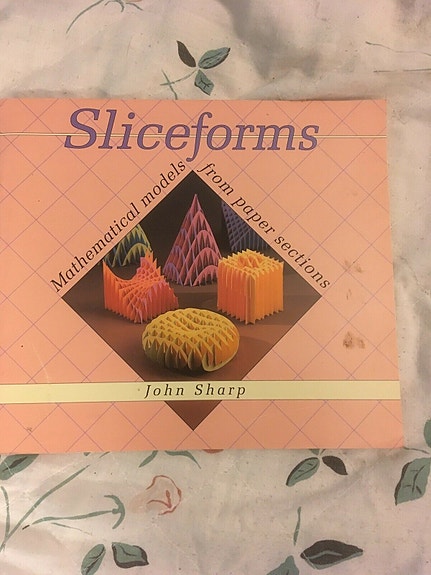 Sliceforms
Mathematical models from paper sections
John Sharp